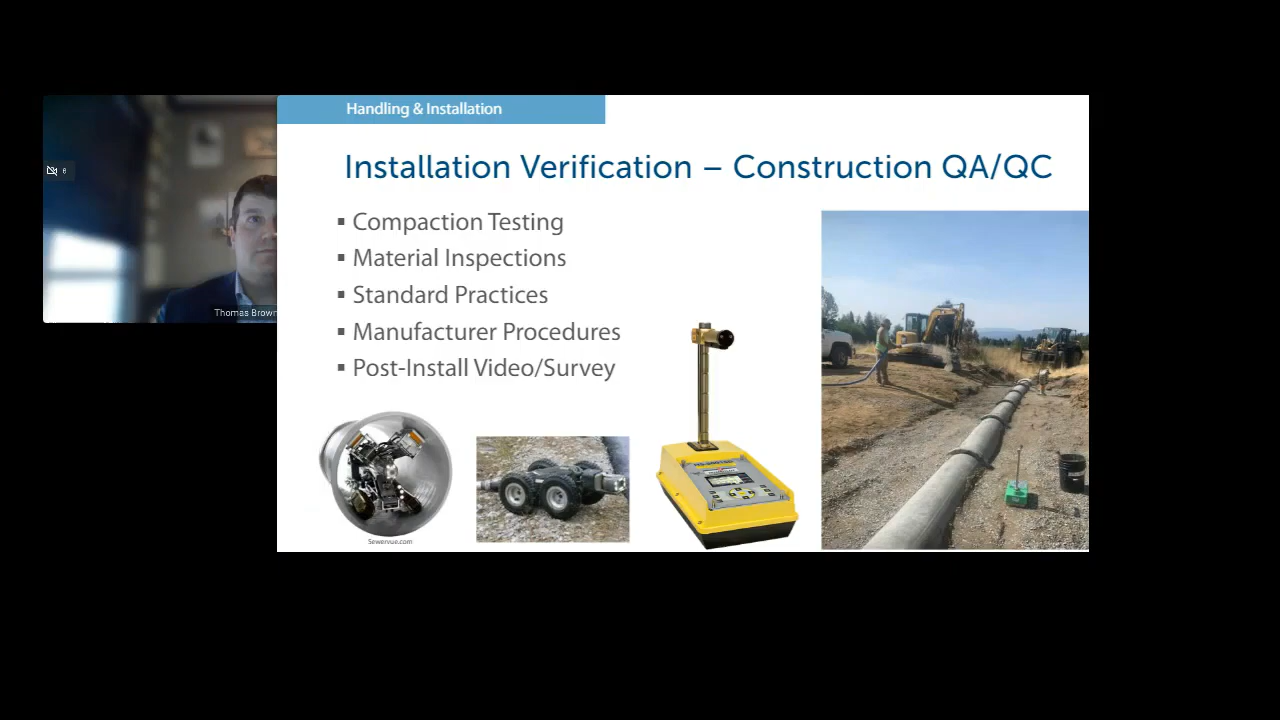 Handling & Installation
Installation Verification – Construction QA/QC
▪ Compaction Testing
▪ Material Inspections
▪ Standard Practices
▪ Manufacturer Procedures
▪ Post-Install Video/Survey
Thomas Brown
Sewervue.com